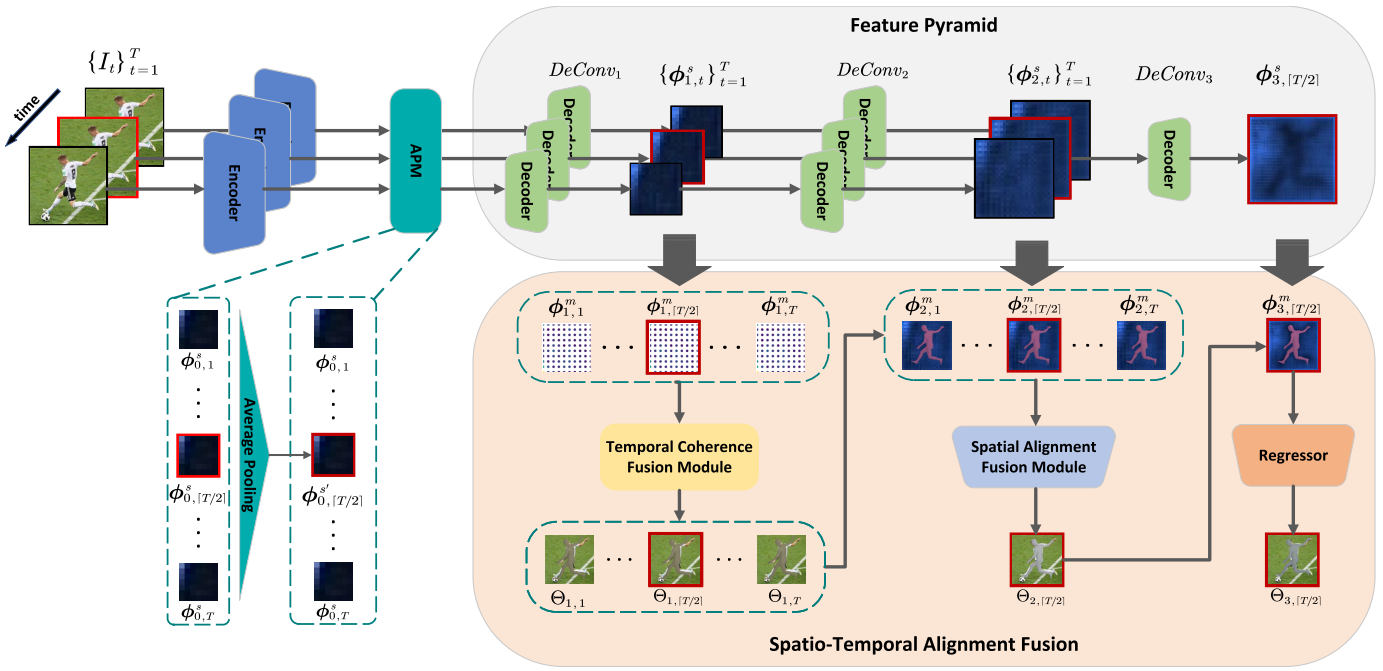 Feature Pyramid
{I_t}_{t=1}^T
DeConv_1
{ϕ^s_{1,t}}_{t=1}^T
DeConv_2
{ϕ^s_{2,t}}_{t=1}^T
DeConv_3
ϕ^s_{3,⌈T/2⌉}
time
Encoder
APM
Decoder
Decoder
Decoder
Decoder
Decoder
Decoder
ϕ^s_{0,1}
ϕ^s_{0,1}
Average Pooling
ϕ^s_{0,⌈T/2⌉}
ϕ^{s'}_{0,⌈T/2⌉}
ϕ^s_{0,T}
ϕ^s_{0,T}
ϕ^m_{1,1}
ϕ^m_{1,⌈T/2⌉}
ϕ^m_{1,T}
ϕ^m_{2,1}
ϕ^m_{2,⌈T/2⌉}
ϕ^m_{2,T}
ϕ^m_{3,⌈T/2⌉}
Temporal Coherence
Fusion Module
Spatial Alignment
Fusion Module
Regressor
Θ_{1,1}
Θ_{1,⌈T/2⌉}
Θ_{1,T}
Θ_{2,⌈T/2⌉}
Θ_{3,⌈T/2⌉}
Spatio-Temporal Alignment Fusion